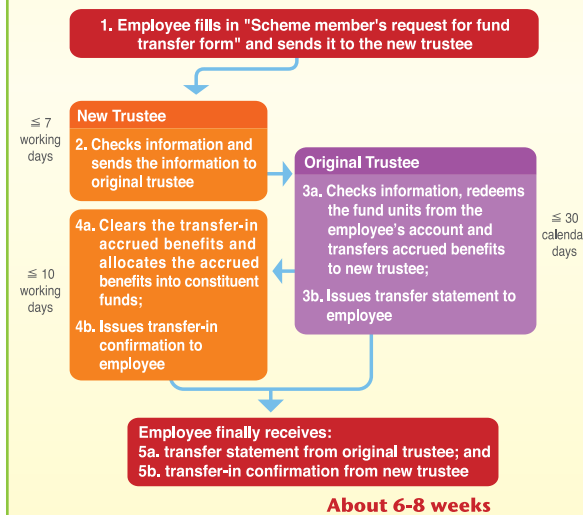 1. Employee fills in "Scheme member's request for fund
transfer form" and sends it to the new trustee
≦ 7
working
days
New Trustee
2. Checks information and
sends the information to
original trustee
Original Trustee
3a. Checks information, redeems
the fund units from the
employee's account and
transfers accrued benefits
to new trustee;
3b. Issues transfer statement to
employee
≦ 30
calenda
days
≦ 10
working
days
4a. Clears the transfer-in
accrued benefits and
allocates the accrued
benefits into constituent
funds;
4b. Issues transfer-in
confirmation to
employee
Employee finally receives:
5a. transfer statement from original trustee; and
5b. transfer-in confirmation from new trustee
About 6-8 weeks